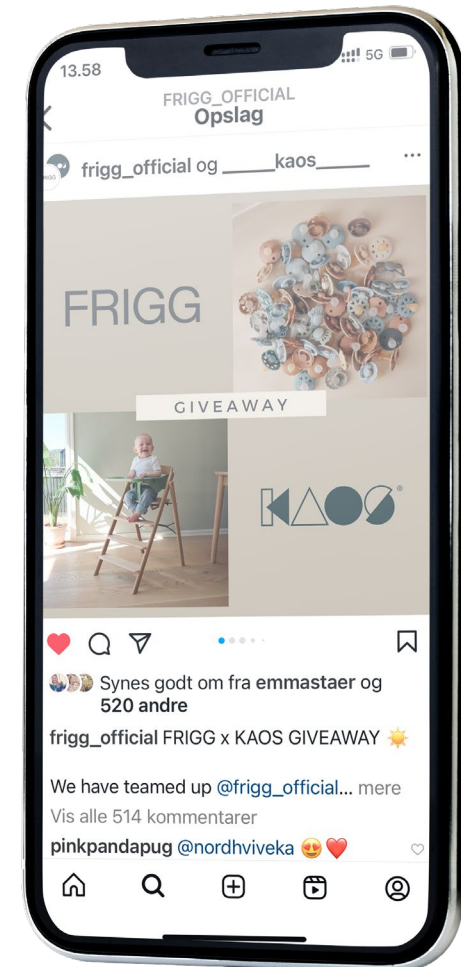 13.58
5G
FRIGG_OFFICIAL
Opslag
frigg_official og _____kaos_____
FRIGG
GIVEAWAY
KAOS®
Synes godt om fra emmastaer og
520 andre
frigg_official FRIGG x KAOS GIVEAWAY ☀️
We have teamed up @frigg_official... mere
Vis alle 514 kommentarer
pinkpandapug @nordhviveka 😍❤️